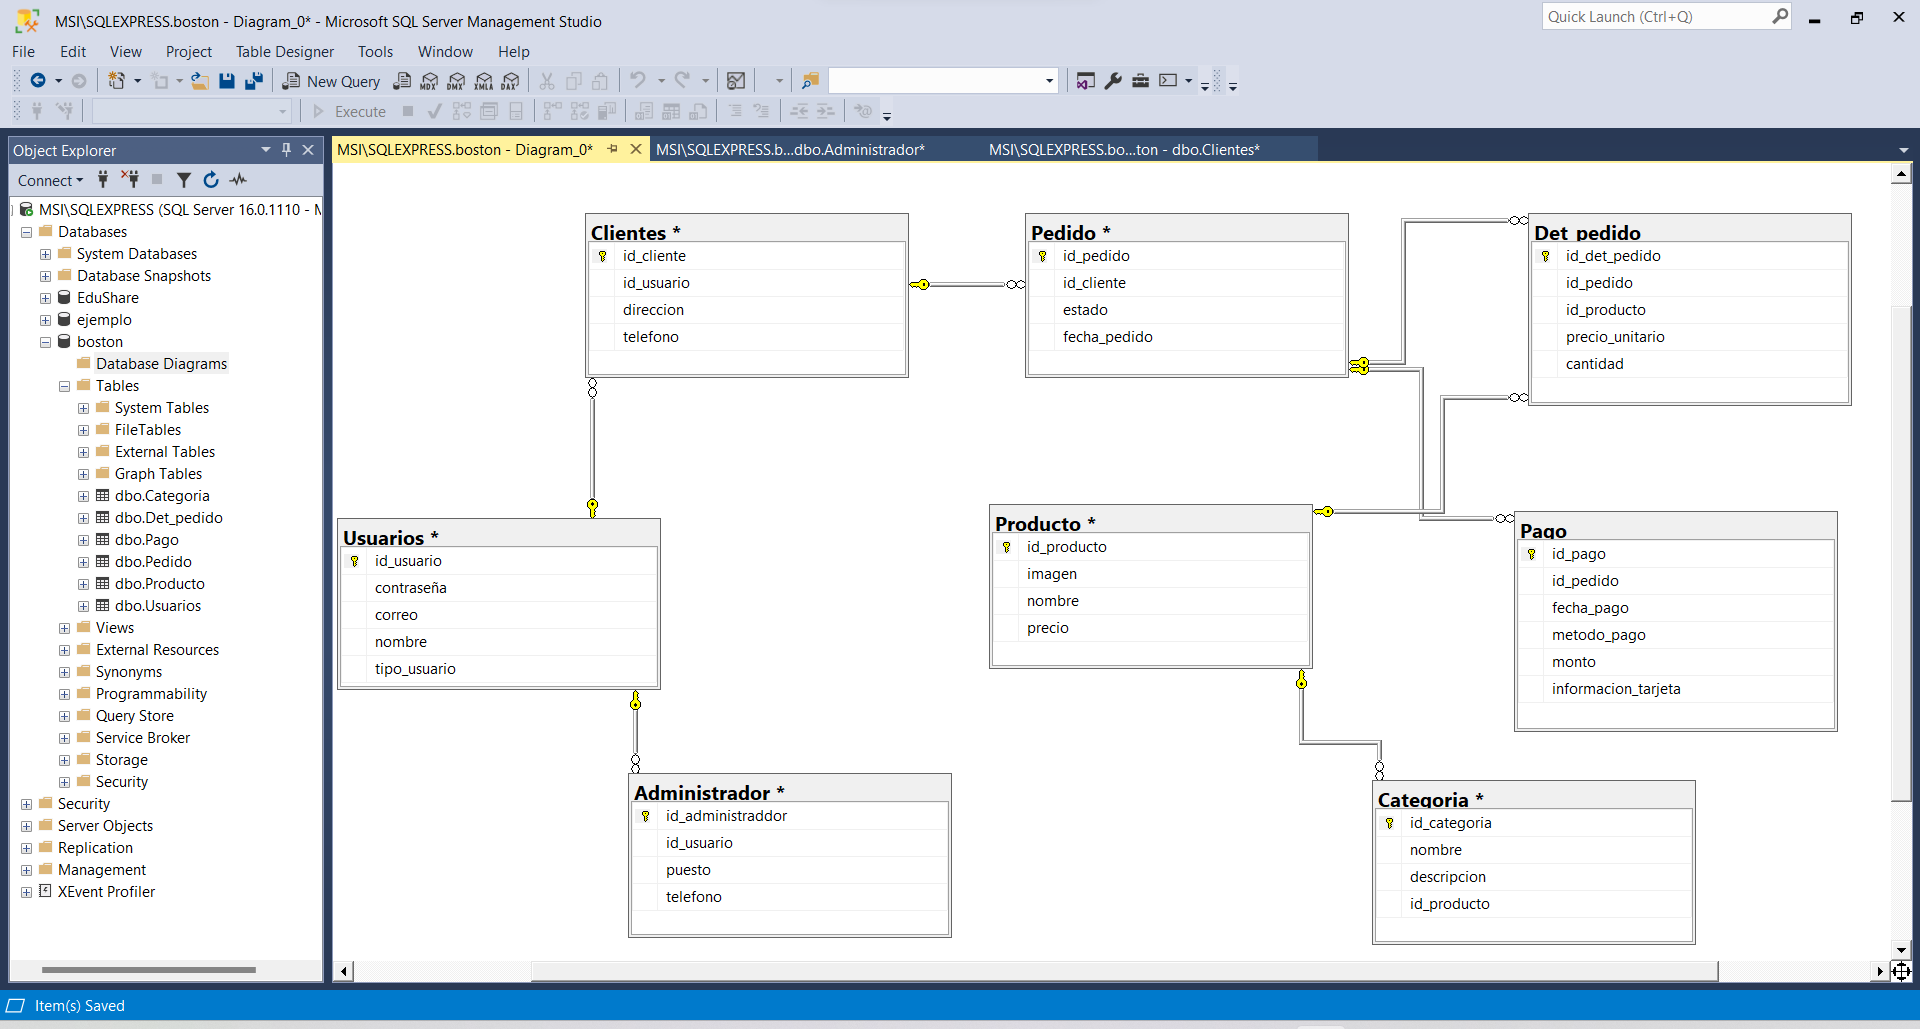 MSI\SQLEXPRESS.boston - Diagram_0* - Microsoft SQL Server Management Studio
Quick Launch (Ctrl+Q)
File Edit View Project Table Designer Tools Window Help
New Query MDX DMX XMLA DAX
Execute
Object Explorer
MSI\SQLEXPRESS.boston - Diagram_0*
MSI\SQLEXPRESS.b...dbo.Administrador*
MSI\SQLEXPRESS.bo...ton - dbo.Clientes*
Connect
MSI\SQLEXPRESS (SQL Server 16.0.1110 - M
Databases
System Databases
Database Snapshots
EduShare
ejemplo
boston
Database Diagrams
Tables
System Tables
FileTables
External Tables
Graph Tables
dbo.Categoria
dbo.Det_pedido
dbo.Pago
dbo.Pedido
dbo.Producto
dbo.Usuarios
Views
External Resources
Synonyms
Programmability
Query Store
Service Broker
Storage
Security
Security
Server Objects
Replication
Management
XEvent Profiler
Clientes *
id_cliente
id_usuario
direccion
telefono
Pedido *
id_pedido
id_cliente
estado
fecha_pedido
Det_pedido
id_det_pedido
id_pedido
id_producto
precio_unitario
cantidad
Usuarios *
id_usuario
contraseña
correo
nombre
tipo_usuario
Producto *
id_producto
imagen
nombre
precio
Pago
id_pago
id_pedido
fecha_pago
metodo_pago
monto
informacion_tarjeta
Administrador *
id_administraddor
id_usuario
puesto
telefono
Categoria *
id_categoria
nombre
descripcion
id_producto
Item(s) Saved